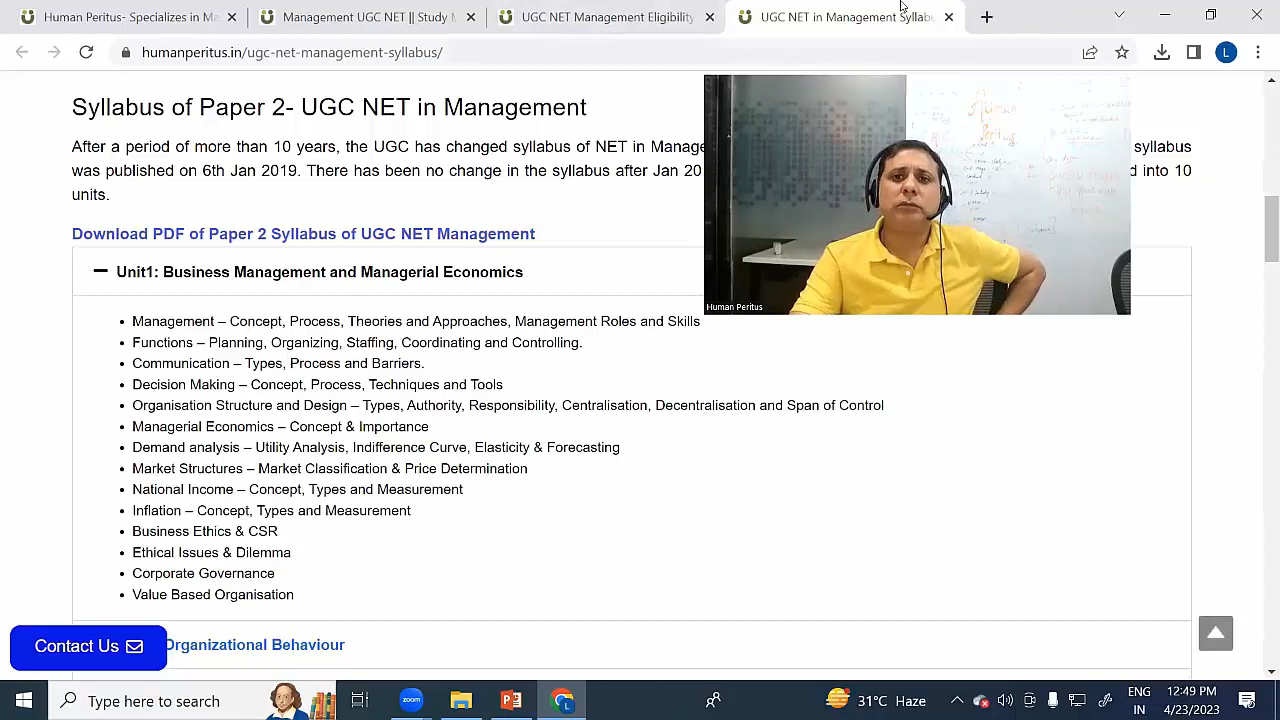 Human Peritus- Specializes in Ma
Management UGC NET || Study
UGC NET Management Eligibility
UGC NET in Management Syllab
humanperitus.in/ugc-net-management-syllabus/
L
Syllabus of Paper 2- UGC NET in Management
After a period of more than 10 years, the UGC has changed syllabus of NET in Manage syllabus
was published on 6th Jan 2019. There has been no change in the syllabus after Jan 20 into 10
units.
Download PDF of Paper 2 Syllabus of UGC NET Management
Human Peritus
Human Peritus
Unit1: Business Management and Managerial Economics
Management – Concept, Process, Theories and Approaches, Management Roles and Skills
Functions – Planning, Organizing, Staffing, Coordinating and Controlling.
Communication – Types, Process and Barriers.
Decision Making – Concept, Process, Techniques and Tools
Organisation Structure and Design – Types, Authority, Responsibility, Centralisation, Decentralisation and Span of Control
Managerial Economics – Concept & Importance
Demand analysis – Utility Analysis, Indifference Curve, Elasticity & Forecasting
Market Structures – Market Classification & Price Determination
National Income – Concept, Types and Measurement
Inflation – Concept, Types and Measurement
Business Ethics & CSR
Ethical Issues & Dilemma
Corporate Governance
Value Based Organisation
Contact Us
Organizational Behaviour
Type here to search
zoom
31°C Haze
ENG
IN
12:49 PM
4/23/2023